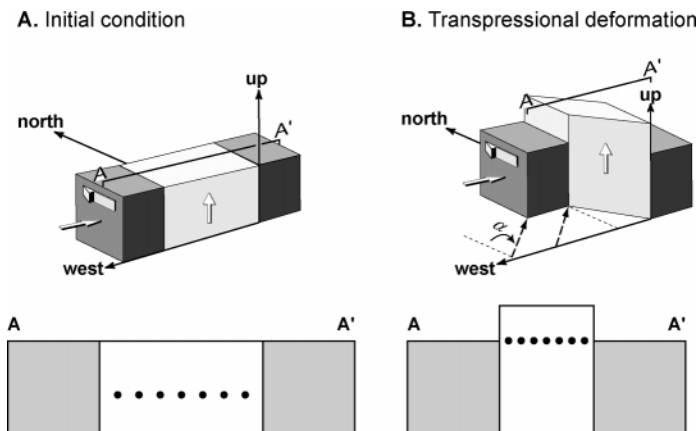 A. Initial condition
B. Transpressional deformation
up
A'
north
A
west
A'
up
A
north
α
west
A
A'
A
A'